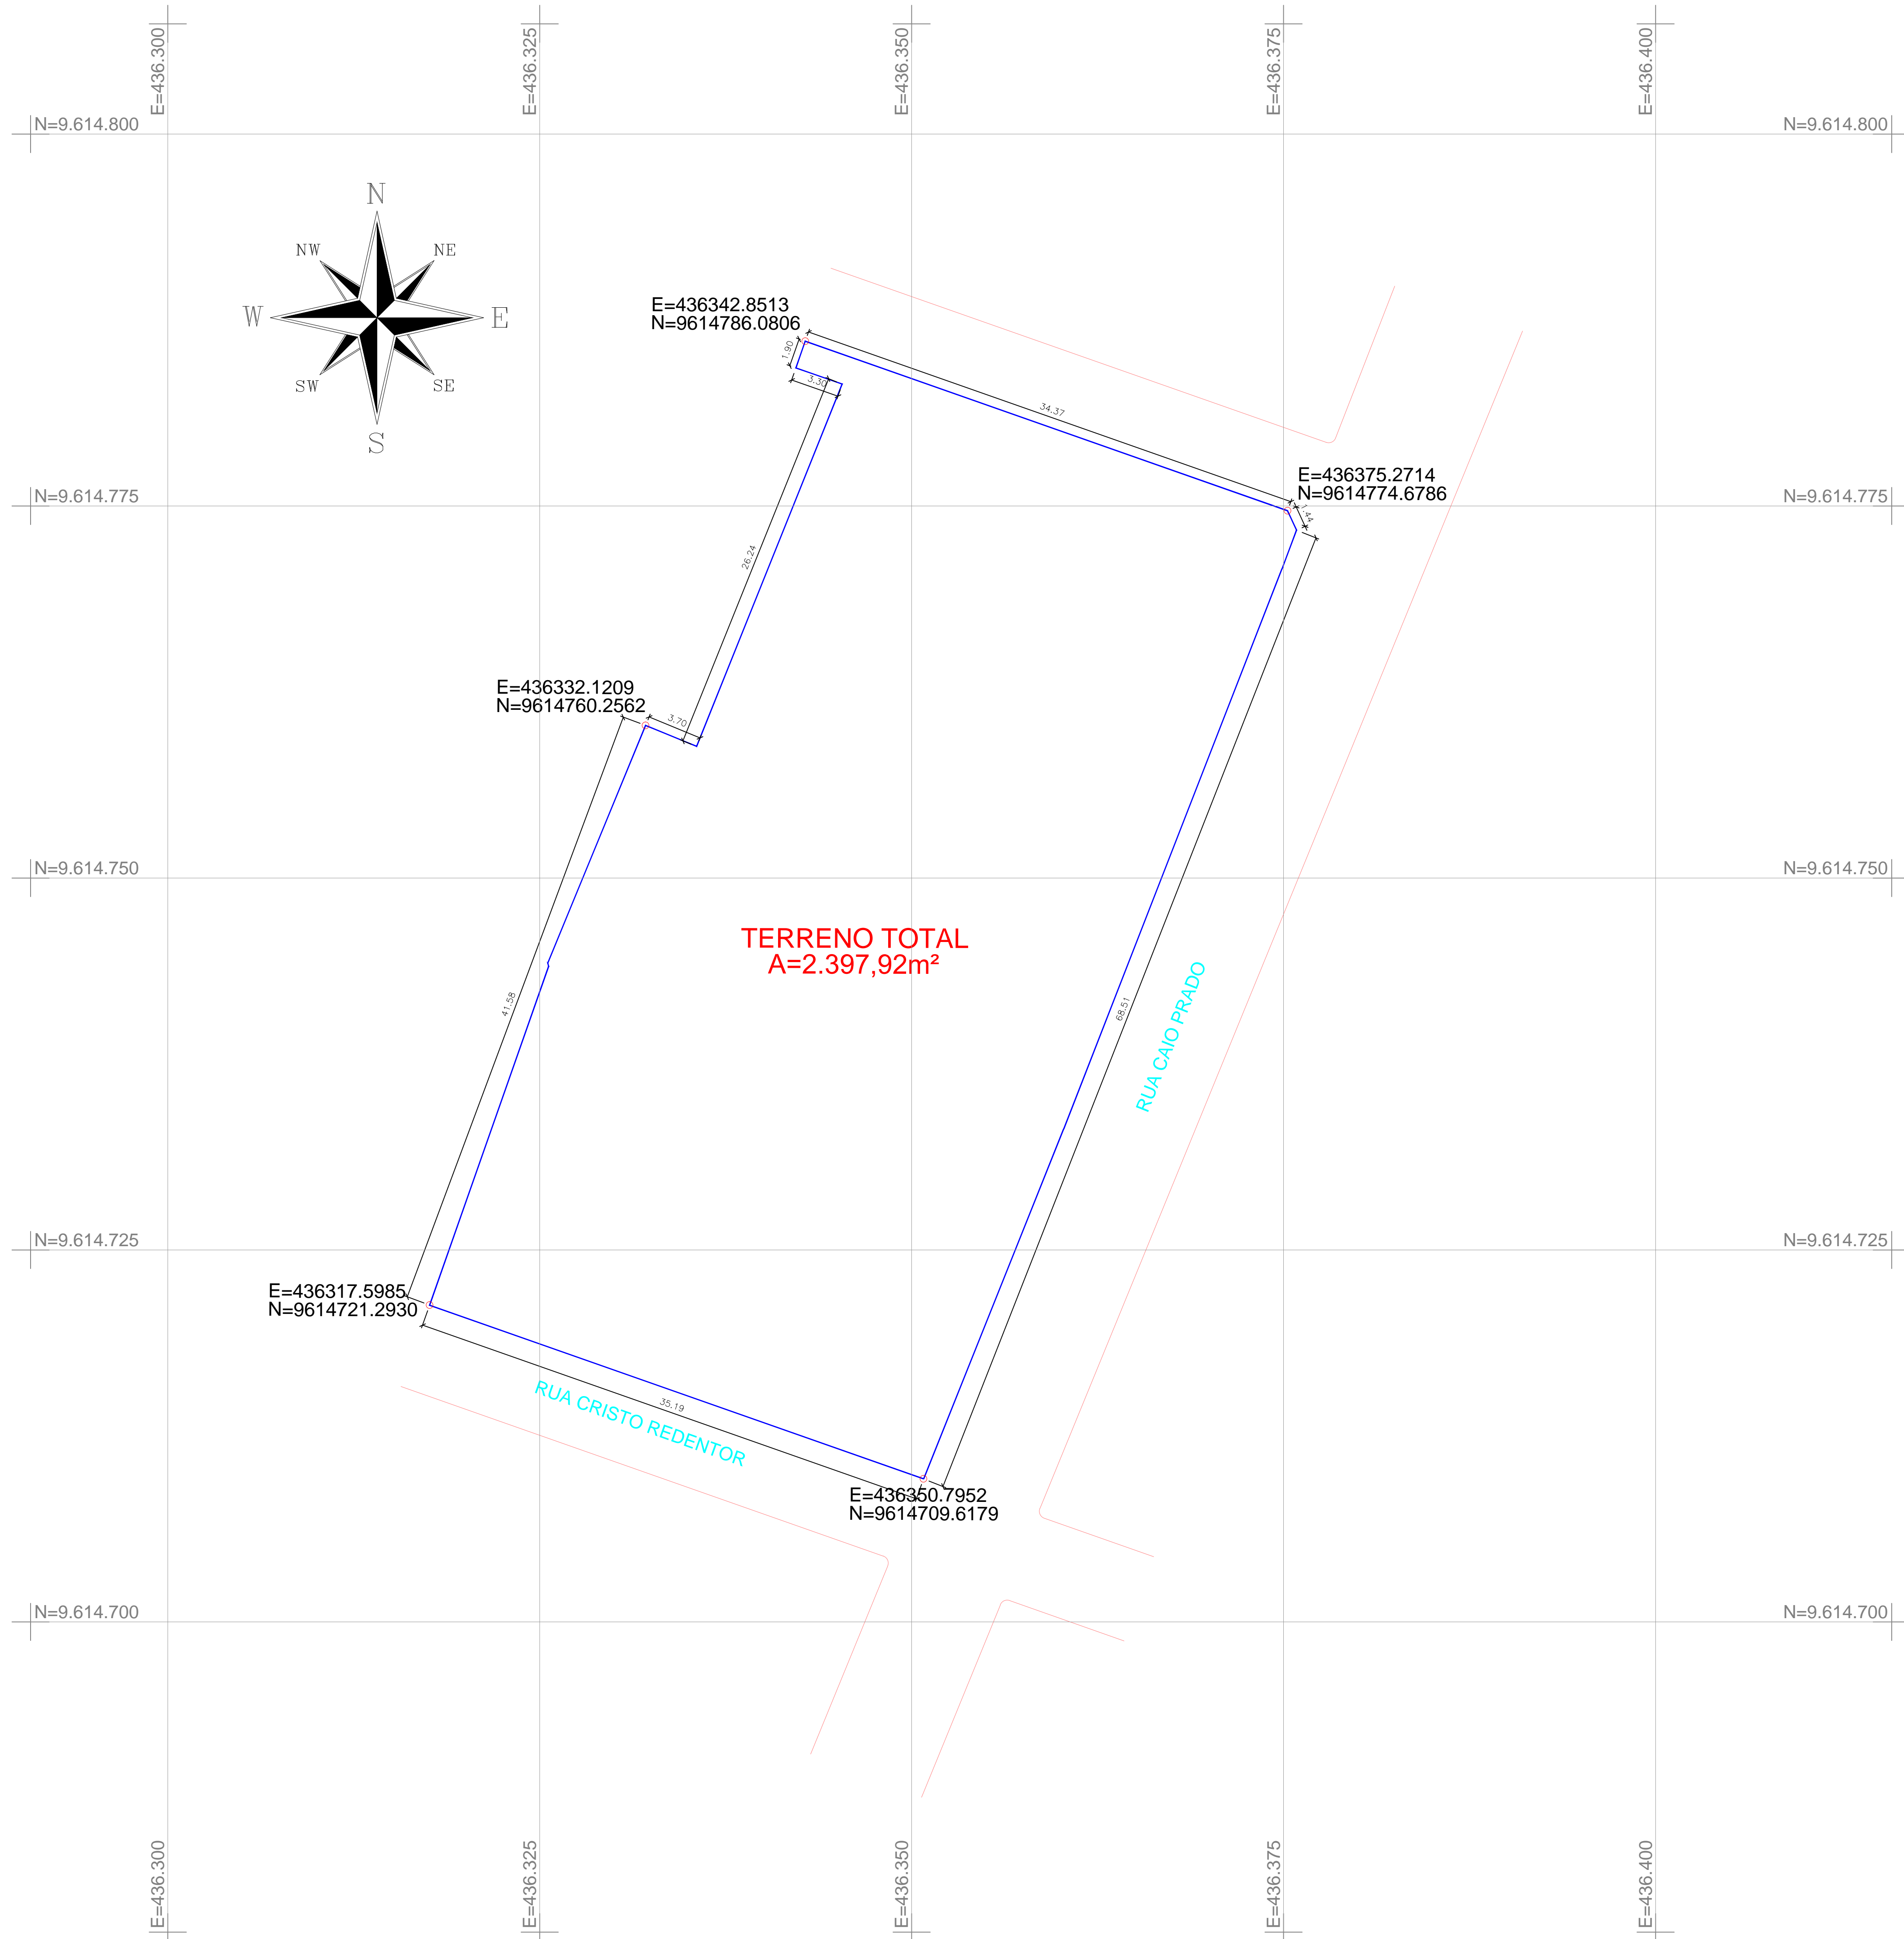 E=436.300
E=436.325
E=436.350
E=436.375
E=436.400
N=9.614.800
N=9.614.800
N
NW
NE
W
E
SW
SE
S
E=436342.8513
N=9614786.0806
1.90
3.30
34.37
E=436375.2714
N=9614774.6786
1.44
N=9.614.775
N=9.614.775
26.24
E=436332.1209
N=9614760.2562
3.70
N=9.614.750
N=9.614.750
TERRENO TOTAL
A=2.397,92m²
41.58
68.51
RUA CAIO PRADO
N=9.614.725
N=9.614.725
E=436317.5985
N=9614721.2930
35.19
RUA CRISTO REDENTOR
E=436350.7952
N=9614709.6179
N=9.614.700
N=9.614.700
E=436.300
E=436.325
E=436.350
E=436.375
E=436.400